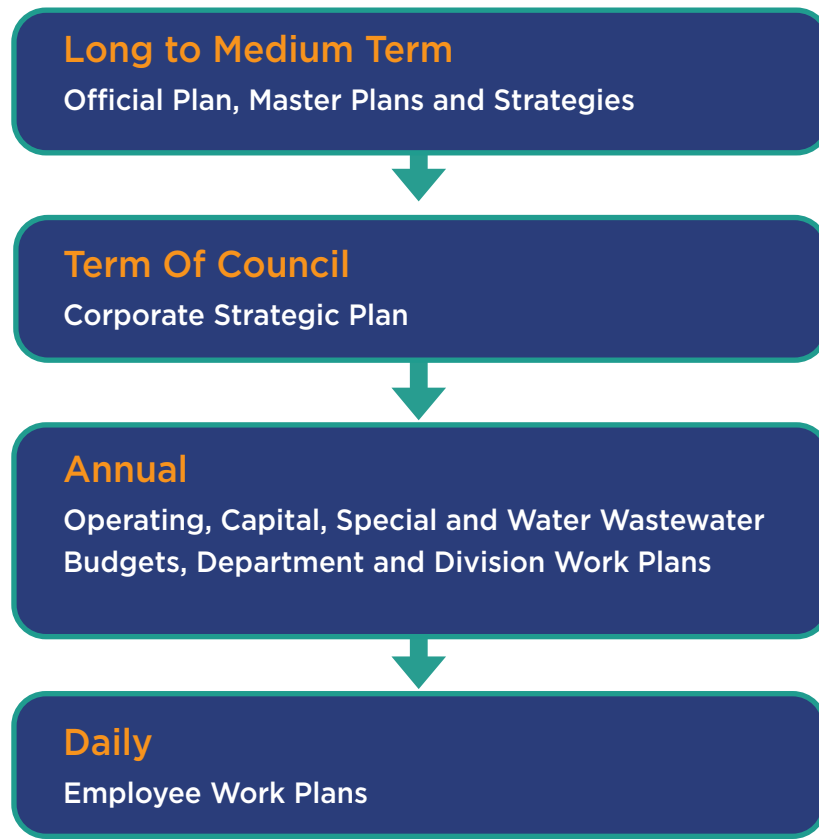 Long to Medium Term
Official Plan, Master Plans and Strategies
Term Of Council
Corporate Strategic Plan
Annual
Operating, Capital, Special and Water Wastewater
Budgets, Department and Division Work Plans
Daily
Employee Work Plans